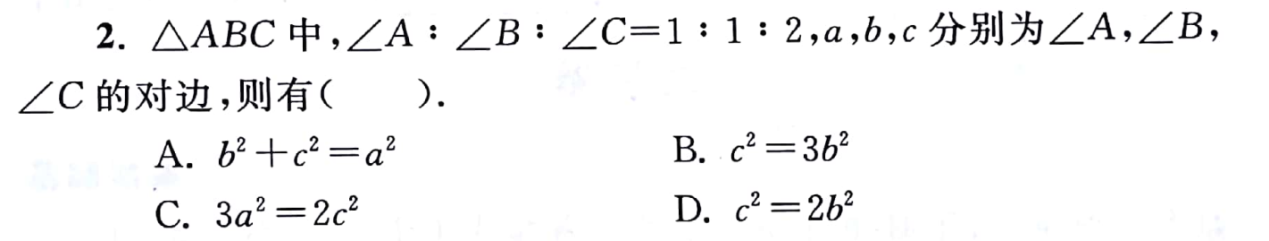 2. △ABC 中,∠A∶∠B∶∠C=1∶1∶2,a,b,c 分别为∠A,∠B,
∠C 的对边,则有(　　).
A. b²+c²=a²　　B. c²=3b²
C. 3a²=2c²　　D. c²=2b²